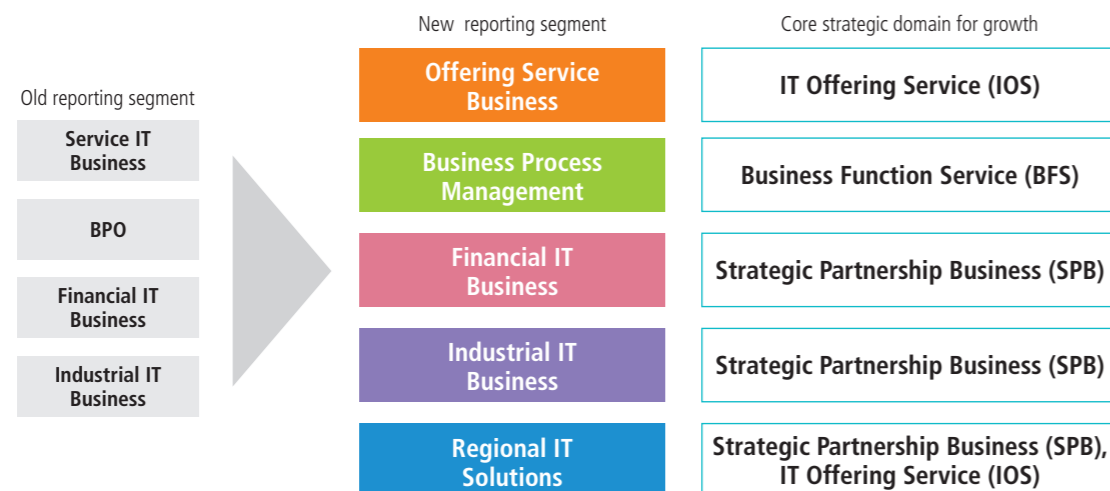 Old reporting segment
Service IT
Business
BPO
Financial IT
Business
Industrial IT
Business
New reporting segment
Offering Service
Business
Business Process
Management
Financial IT
Business
Industrial IT
Business
Regional IT
Solutions
Core strategic domain for growth
IT Offering Service (IOS)
Business Function Service (BFS)
Strategic Partnership Business (SPB)
Strategic Partnership Business (SPB)
Strategic Partnership Business (SPB),
IT Offering Service (IOS)